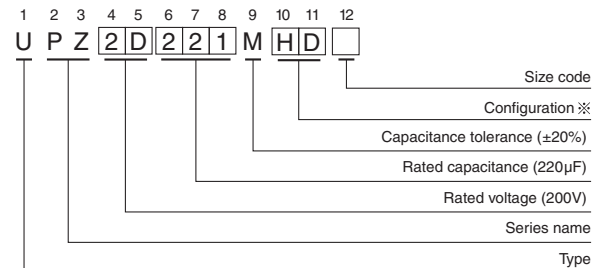 1 2 3 4 5 6 7 8 9 10 11 12
U P Z 2 D 2 2 1 M H D
Size code
Configuration ※
Capacitance tolerance (±20%)
Rated capacitance (220µF)
Rated voltage (200V)
Series name
Type